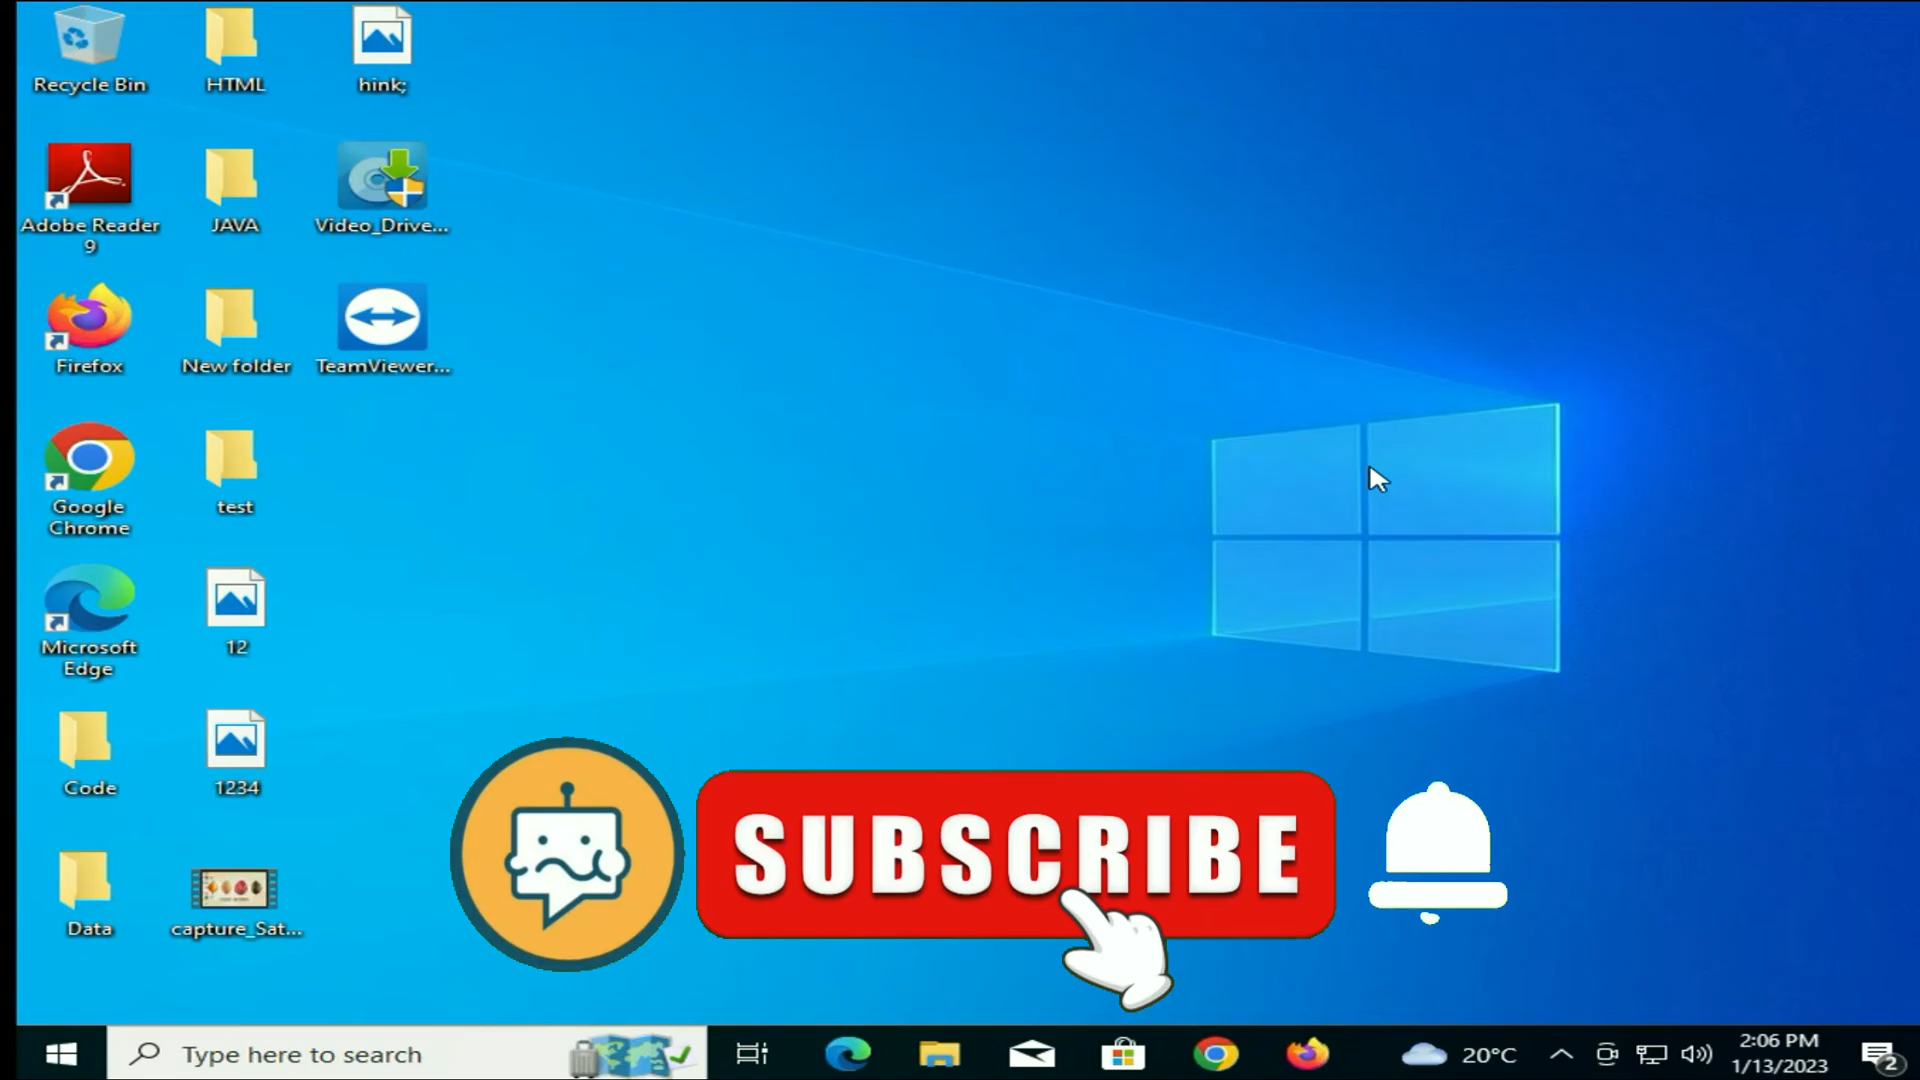 Recycle Bin
HTML
hink;
Adobe Reader
9
JAVA
Video_Drive...
Firefox
New folder
TeamViewer...
Google
Chrome
test
Microsoft
Edge
12
Code
1234
Data
capture_Sat...
SUBSCRIBE
Type here to search
20°C
2:06 PM
1/13/2023
2